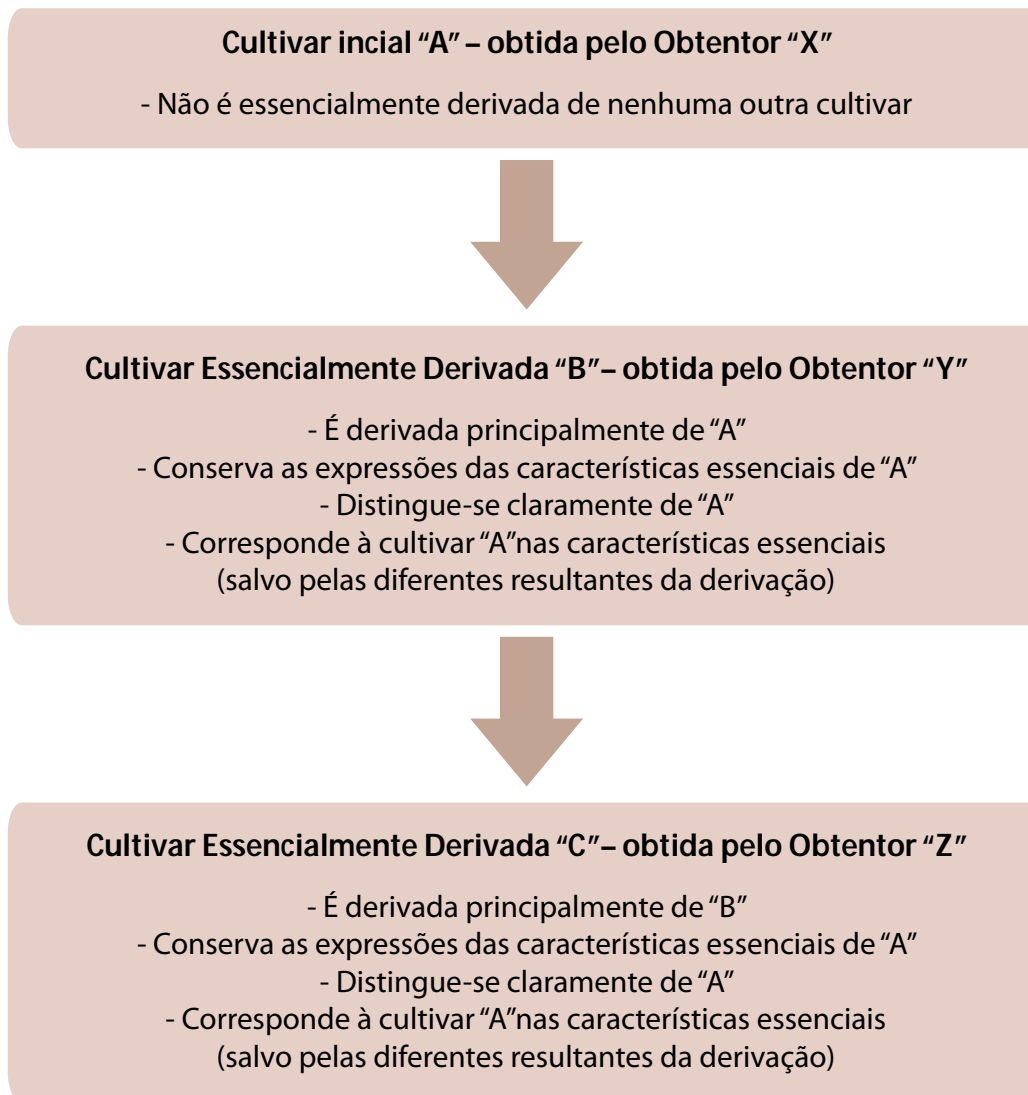 Cultivar incial “A” – obtida pelo Obtentor “X”
- Não é essencialmente derivada de nenhuma outra cultivar
Cultivar Essencialmente Derivada “B”– obtida pelo Obtentor “Y”
- É derivada principalmente de “A”
- Conserva as expressões das características essenciais de “A”
- Distingue-se claramente de “A”
- Corresponde à cultivar “A”nas características essenciais
(salvo pelas diferentes resultantes da derivação)
Cultivar Essencialmente Derivada “C”– obtida pelo Obtentor “Z”
- É derivada principalmente de “B”
- Conserva as expressões das características essenciais de “A”
- Distingue-se claramente de “A”
- Corresponde à cultivar “A”nas características essenciais
(salvo pelas diferentes resultantes da derivação)